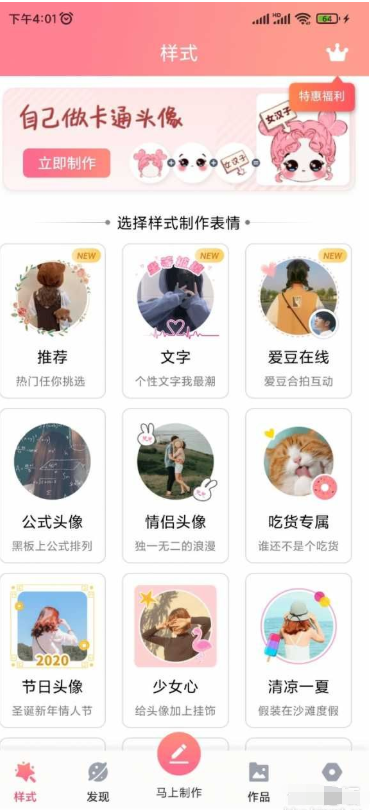 下午4:01
HD
64
样式
特惠福利
自己做卡通头像
立即制作
女汉子
女汉子
选择样式制作表情
NEW
NEW
NEW
推荐
文字
爱豆在线
热门任你挑选
个性文字我最潮
爱豆合拍互动
公式头像
情侣头像
吃货专属
黑板上公式排列
独一无二的浪漫
谁还不是个吃货
2020
节日头像
少女心
清凉一夏
圣诞新年情人节
给头像加上挂饰
假装在沙滩度假
样式
发现
马上制作
作品